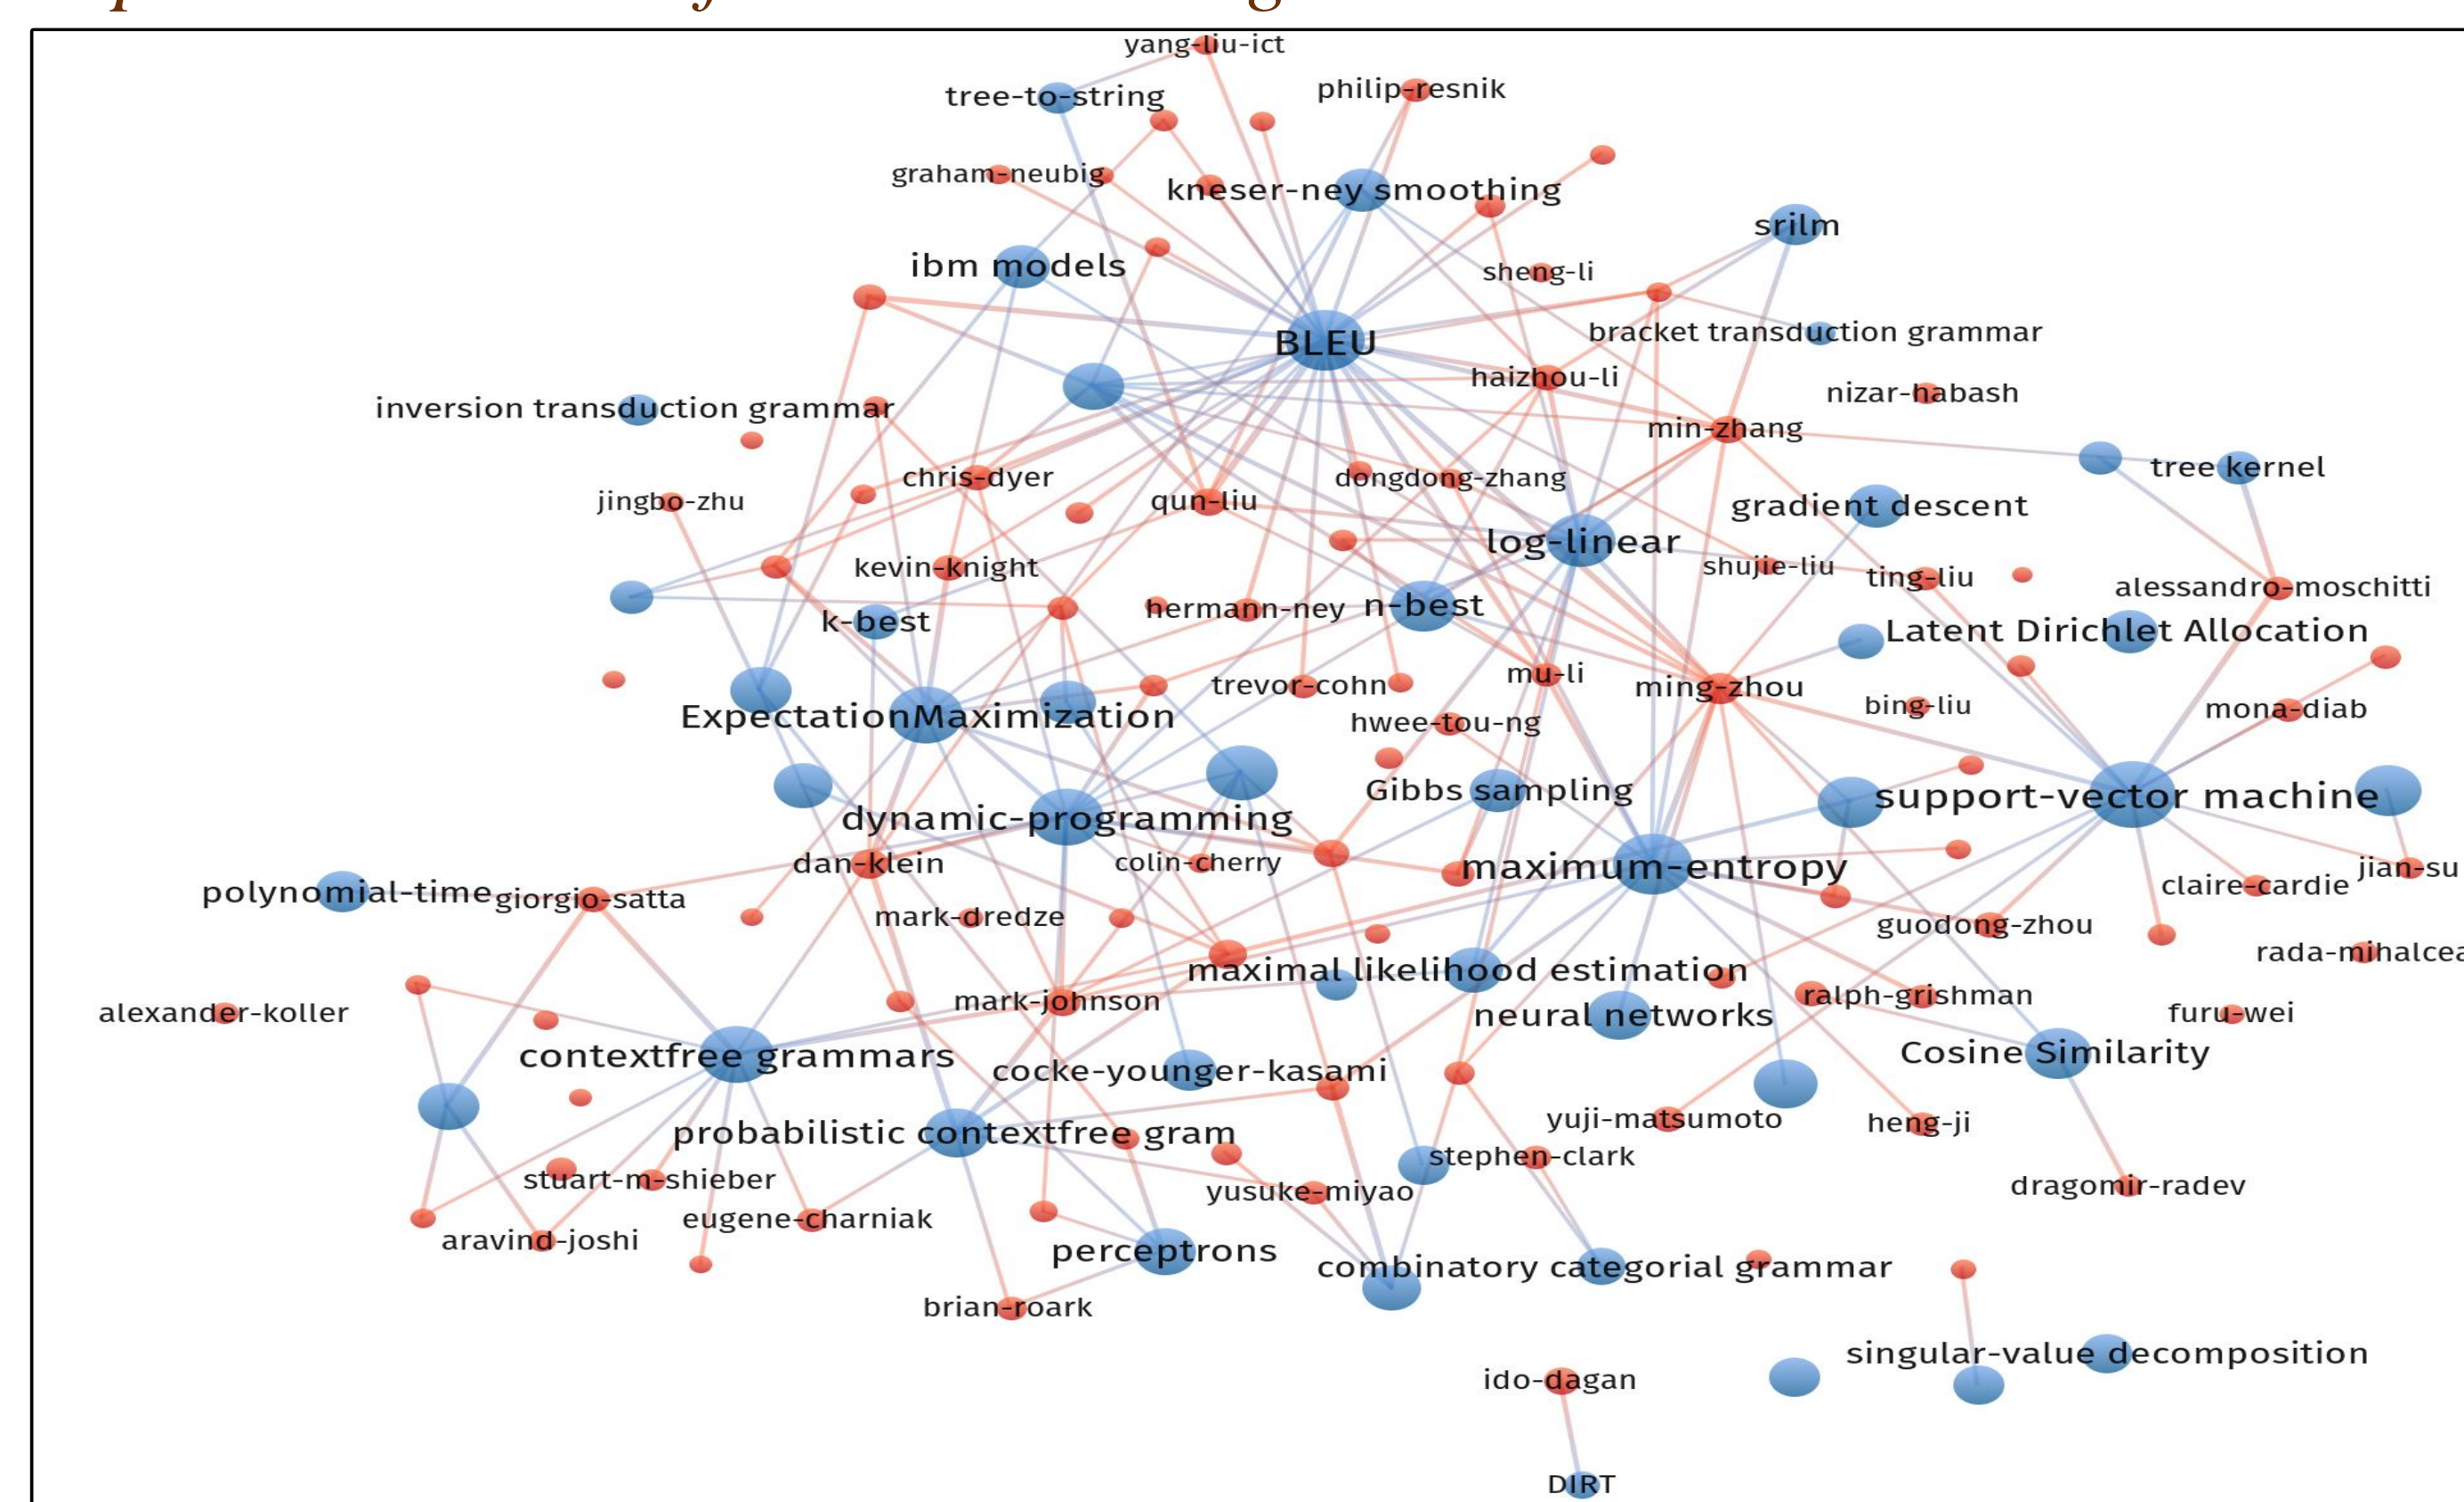 yang-liu-ict
philip-resnik
tree-to-string
graham-neubig
kneser-ney smoothing
srilm
ibm models
sheng-li
bracket transduction grammar
BLEU
haizhou-li
nizar-habash
inversion transduction grammar
min-zhang
tree kernel
chris-dyer
dongdong-zhang
jingbo-zhu
qun-liu
gradient descent
log-linear
kevin-knight
shujie-liu
ting-liu
alessandro-moschitti
hermann-ney
n-best
k-best
Latent Dirichlet Allocation
mu-li
trevor-cohn
ming-zhou
bing-liu
mona-diab
ExpectationMaximization
hwee-tou-ng
Gibbs sampling
support-vector machine
dynamic-programming
dan-klein
colin-cherry
maximum-entropy
jian-su
claire-cardie
polynomial-time
giorgio-satta
mark-dredze
guodong-zhou
rada-mihalcea
maximal likelihood estimation
mark-johnson
ralph-grishman
alexander-koller
neural networks
furu-wei
contextfree grammars
Cosine Similarity
cocke-younger-kasami
yuji-matsumoto
heng-ji
probabilistic contextfree gram
stephen-clark
stuart-m-shieber
dragomir-radev
yusuke-miyao
eugene-charniak
aravind-joshi
perceptrons
combinatory categorial grammar
brian-roark
singular-value decomposition
ido-dagan
DIRT